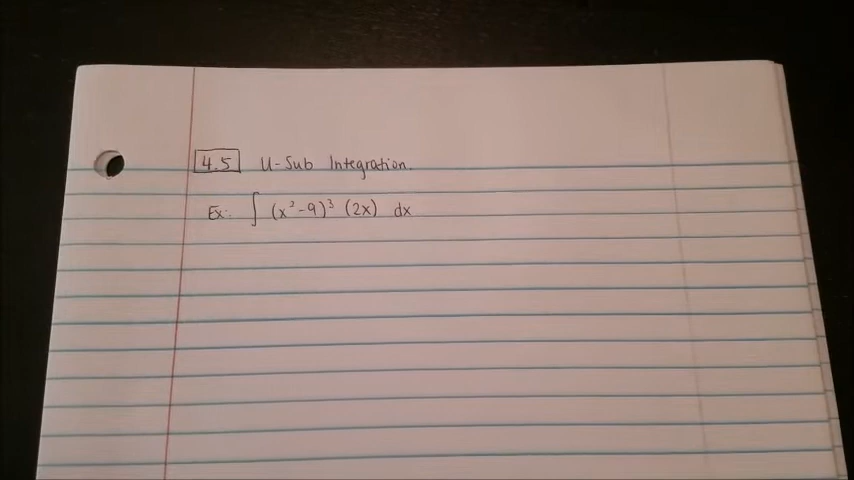 4.5 U-Sub Integration.
Ex: ∫ (x²-9)³ (2x) dx